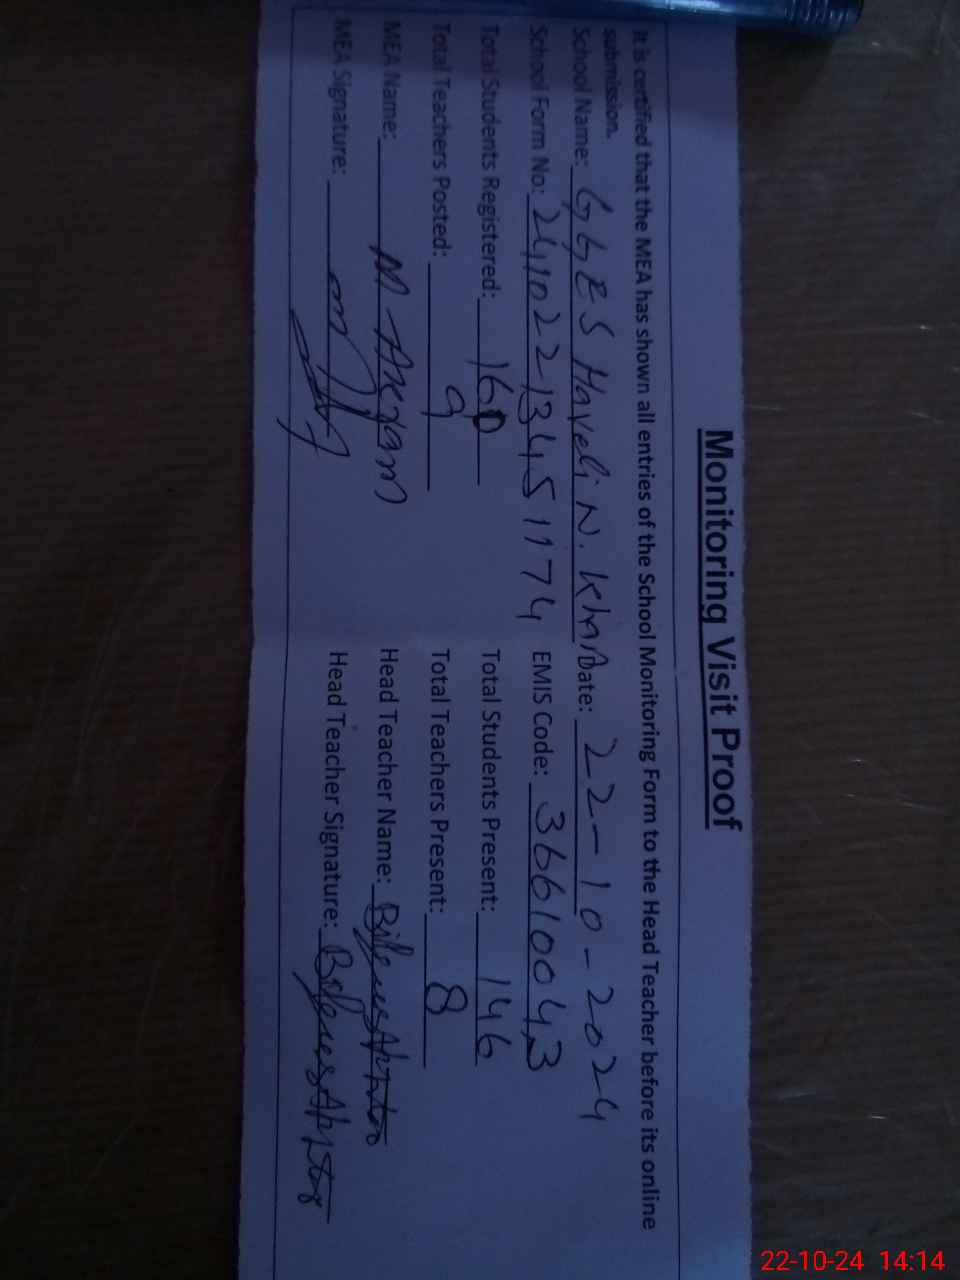 Monitoring Visit Proof
It is certified that the MEA has shown all entries of the School Monitoring Form to the Head Teacher before its online
submission.
School Name: GGES Haveli N. Khan Date: 22-10-2024
School Form No: 2410221345 1174 EMIS Code: 36610043
Total Students Registered: 160 Total Students Present: 146
Total Teachers Posted: 9 Total Teachers Present: 8
MEA Name: M Head Teacher Name:
MEA Signature: Head Teacher Signature:
22-10-24 14:14